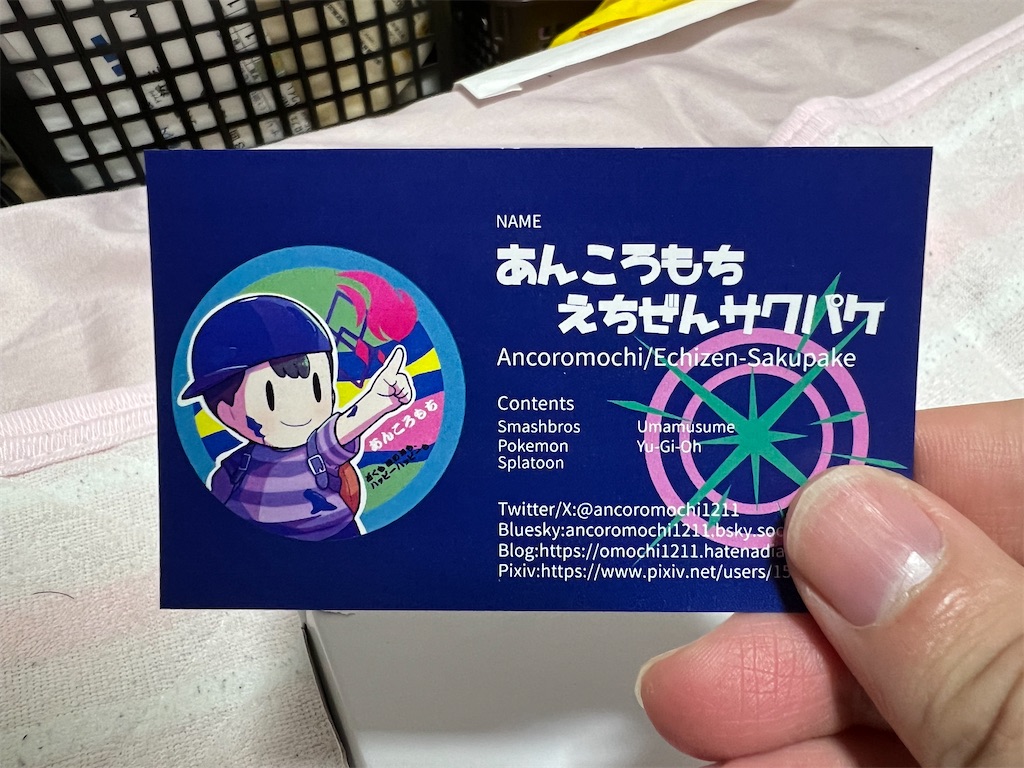 NAME
あんころもち
えちぜんサクパケ
Ancoromochi/Echizen-Sakupake
Contents
Smashbros Umamusume
Pokemon Yu-Gi-Oh
Splatoon
Twitter/X:@ancoromochi1211
Bluesky:ancoromochi1211.bsky.soc
Blog:https://omochi1211.hatenadia
Pixiv:https://www.pixiv.net/users/15
あんころもち